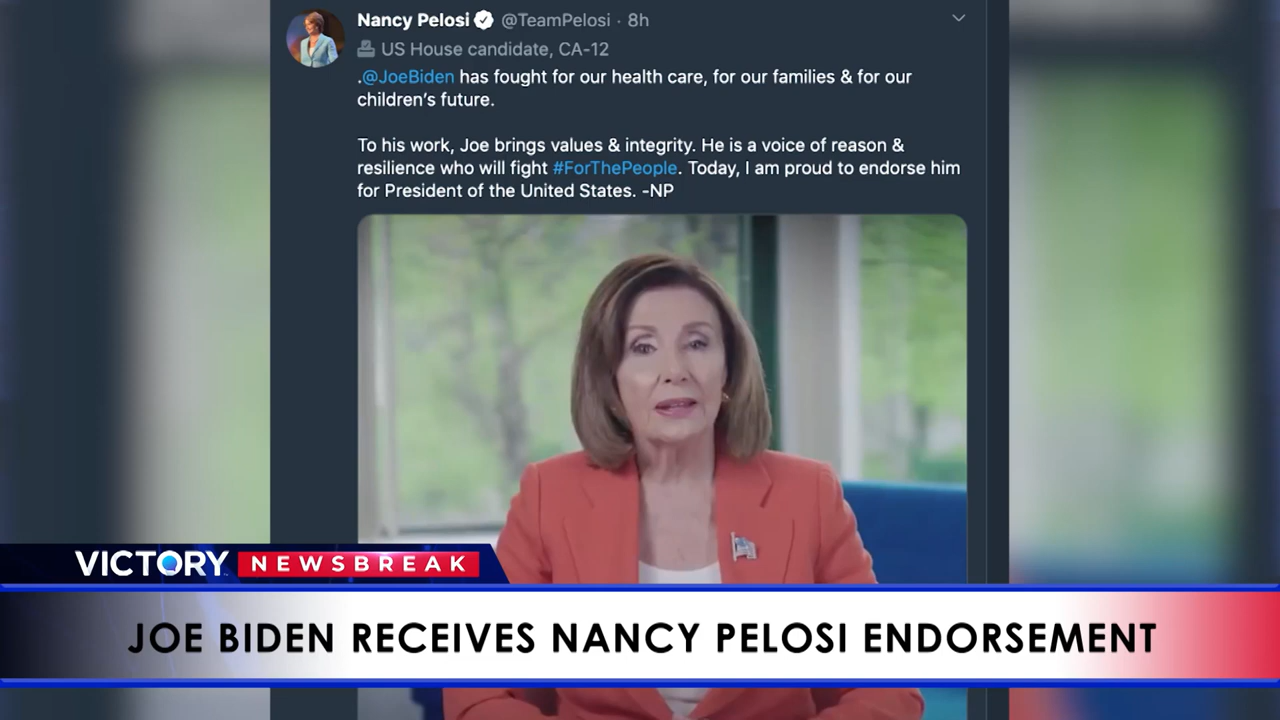 Nancy Pelosi @TeamPelosi · 8h
US House candidate, CA-12
.@JoeBiden has fought for our health care, for our families & for our
children’s future.
To his work, Joe brings values & integrity. He is a voice of reason &
resilience who will fight #ForThePeople. Today, I am proud to endorse him
for President of the United States. -NP
VICTORY NEWSBREAK
JOE BIDEN RECEIVES NANCY PELOSI ENDORSEMENT